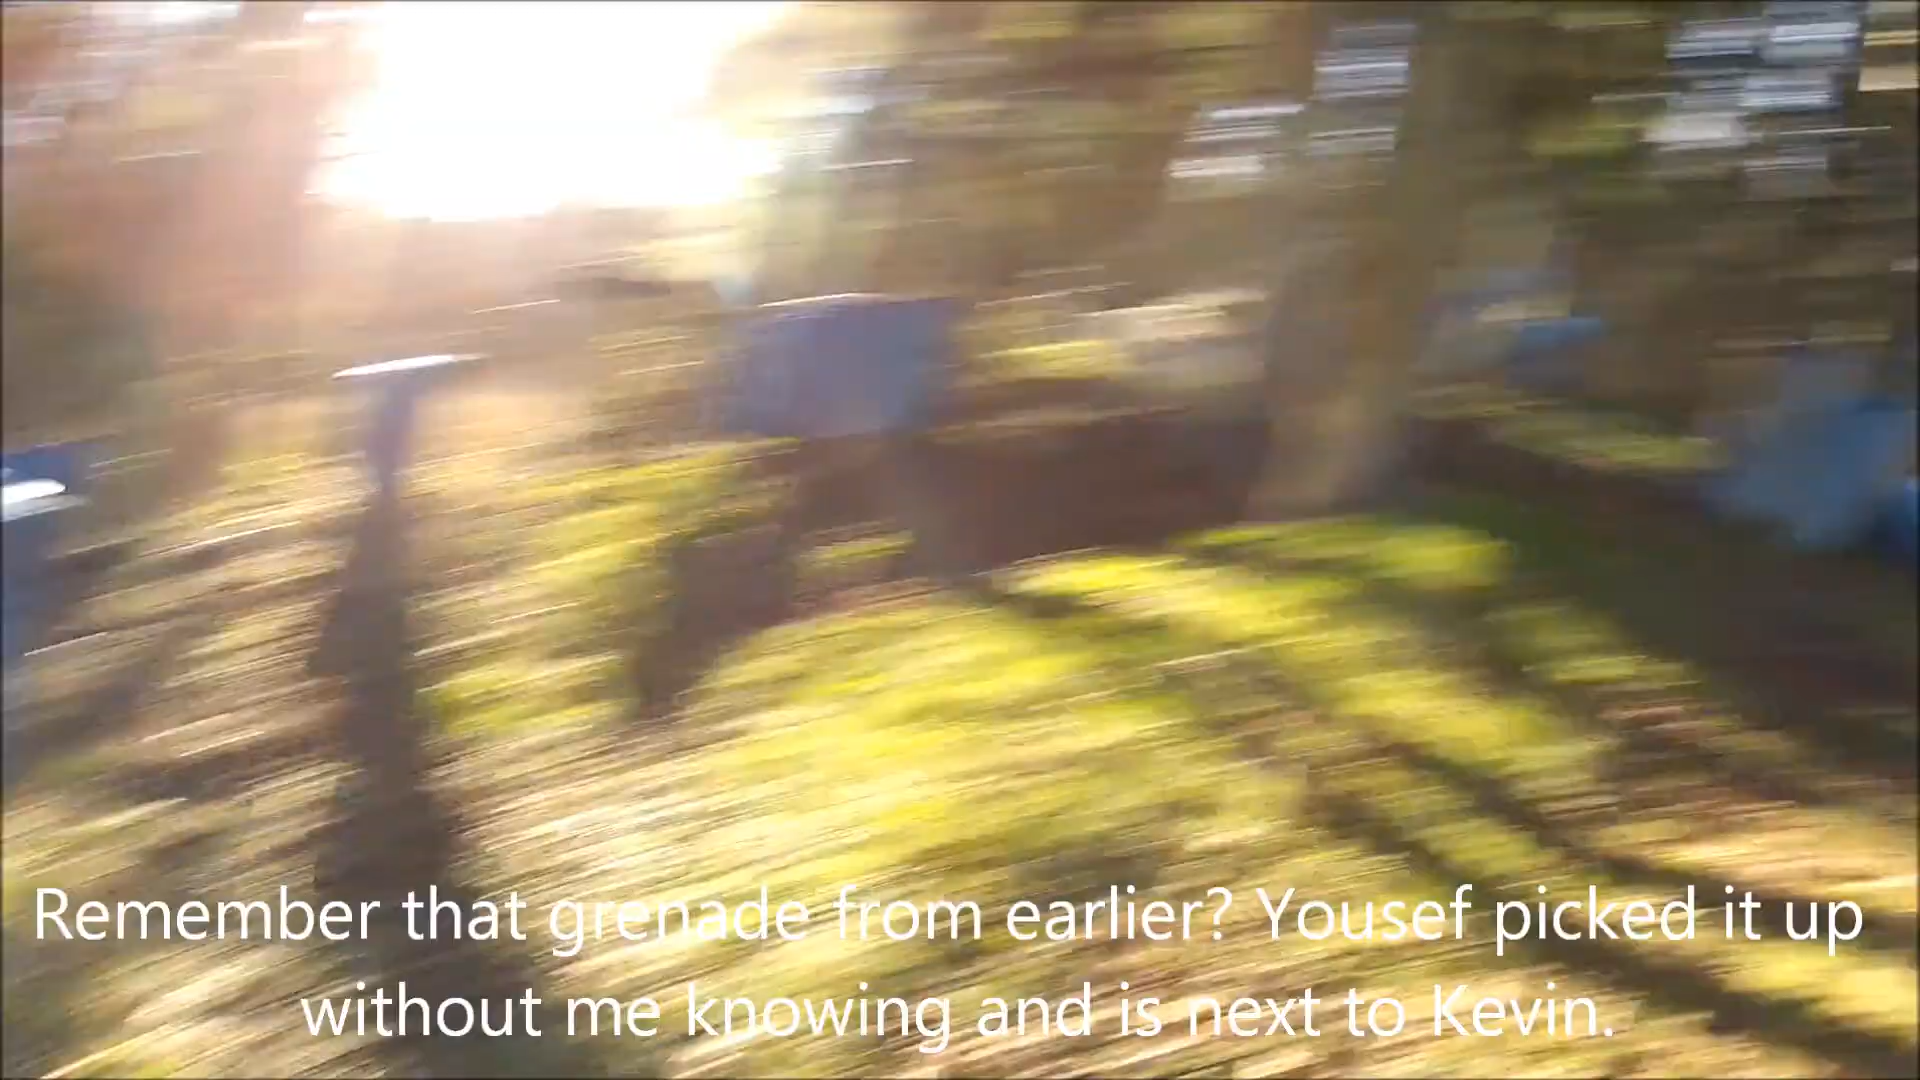 Remember that grenade from earlier? Yousef picked it up
without me knowing and is next to Kevin.